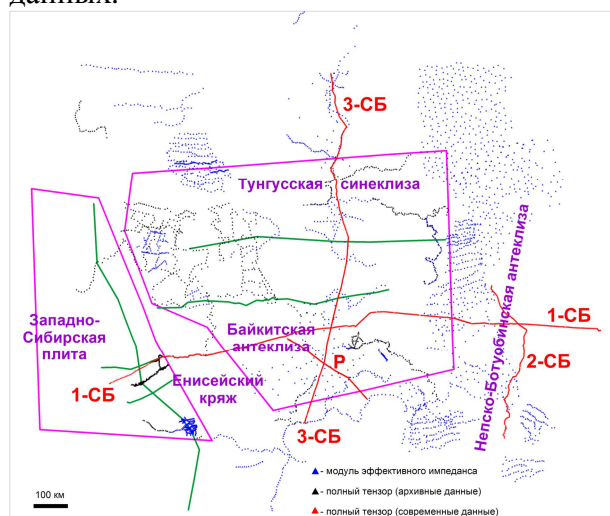 данных.
3-СБ
Тунгусская синеклиза
Непско-Ботуобинская антеклиза
Западно-
Сибирская
плита
Байкитская
антеклиза
1-СБ
Р
2-СБ
1-СБ
Енисейский
кряж
3-СБ
100 км
- модуль эффективного импеданса
- полный тензор (архивные данные)
- полный тензор (современные данные)